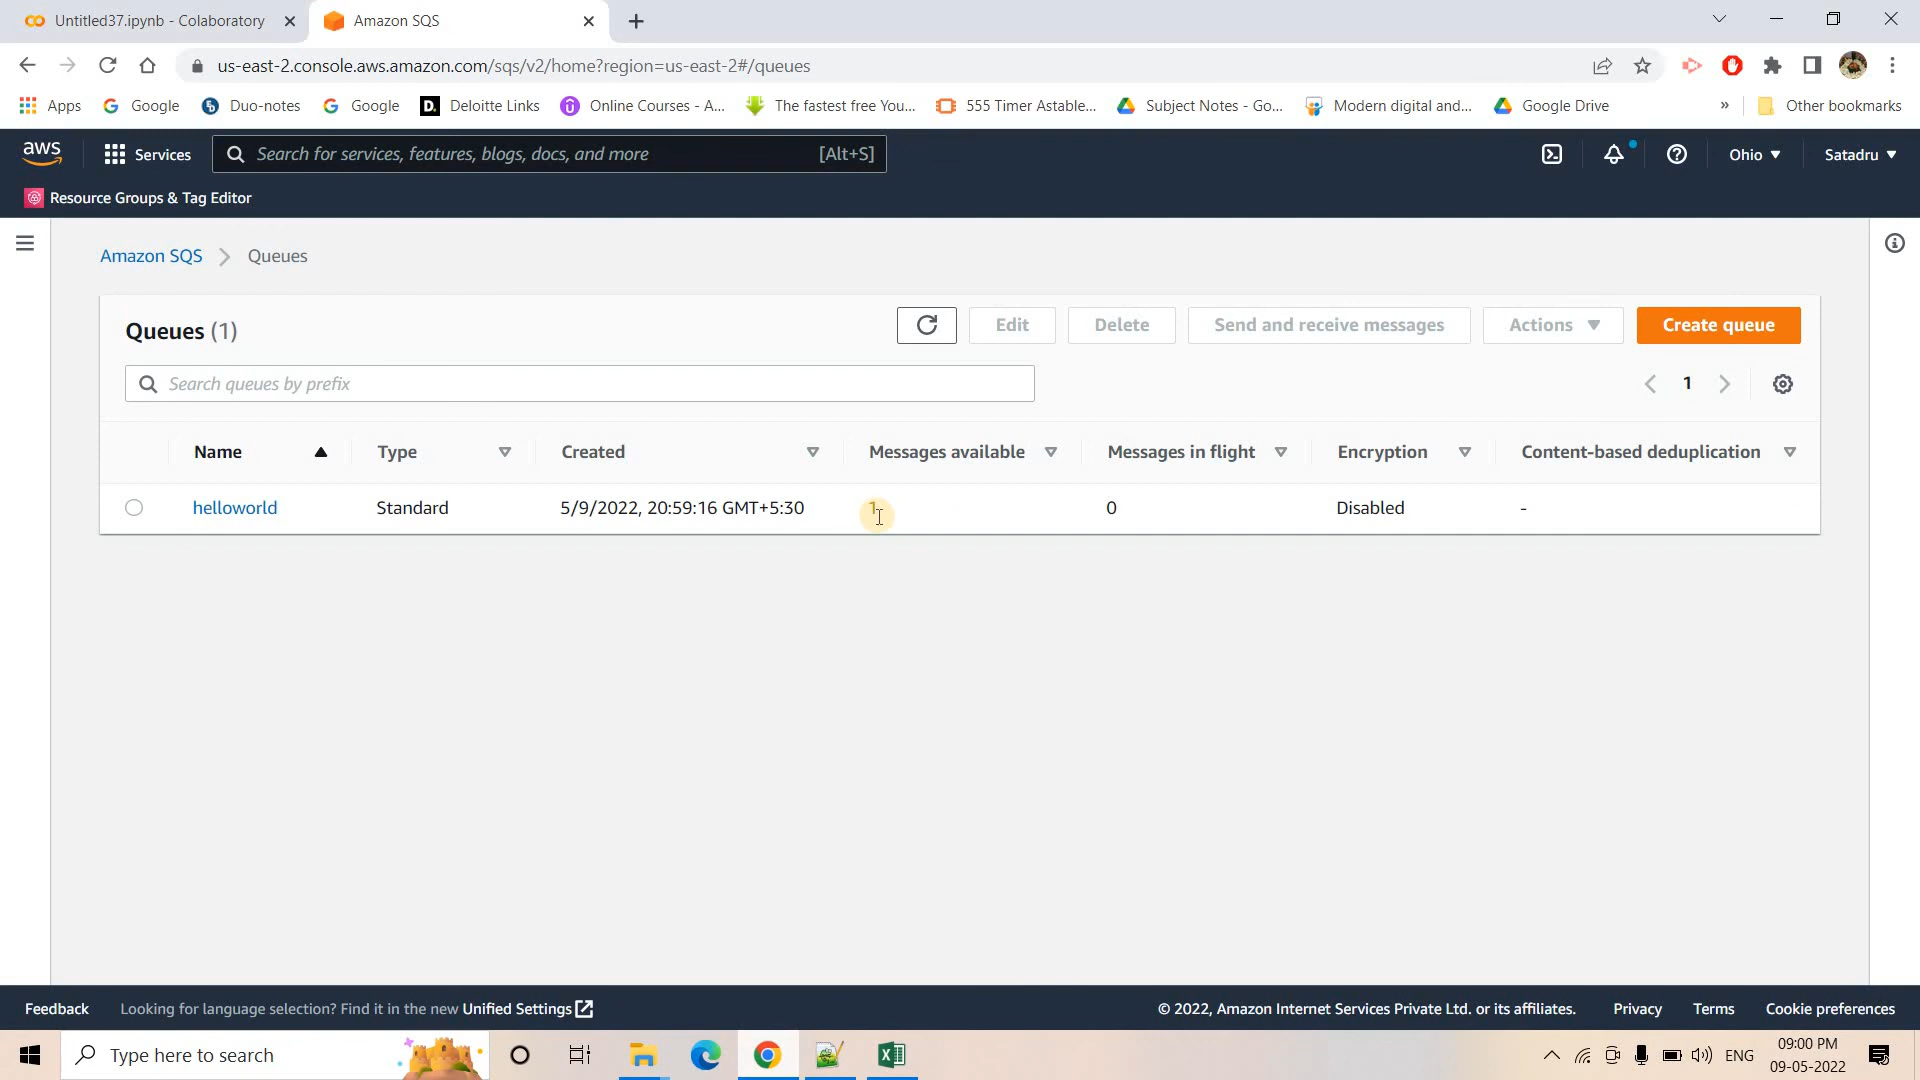 Untitled37.ipynb - Colaboratory
Amazon SQS
us-east-2.console.aws.amazon.com/sqs/v2/home?region=us-east-2#/queues
Apps
Google
Duo-notes
Google
D.
Deloitte Links
Online Courses - A...
The fastest free You...
555 Timer Astable...
Subject Notes - Go...
Modern digital and...
Google Drive
»
Other bookmarks
aws
Services
Search for services, features, blogs, docs, and more
[Alt+S]
Ohio
Satadru
Resource Groups & Tag Editor
Amazon SQS
Queues
Queues (1)
Edit
Delete
Send and receive messages
Actions
Create queue
Search queues by prefix
1
Name Type Created Messages available Messages in flight Encryption Content-based deduplication
helloworld Standard 5/9/2022, 20:59:16 GMT+5:30 1 0 Disabled -
Feedback
Looking for language selection? Find it in the new Unified Settings
© 2022, Amazon Internet Services Private Ltd. or its affiliates.
Privacy
Terms
Cookie preferences
Type here to search
ENG
09:00 PM
09-05-2022